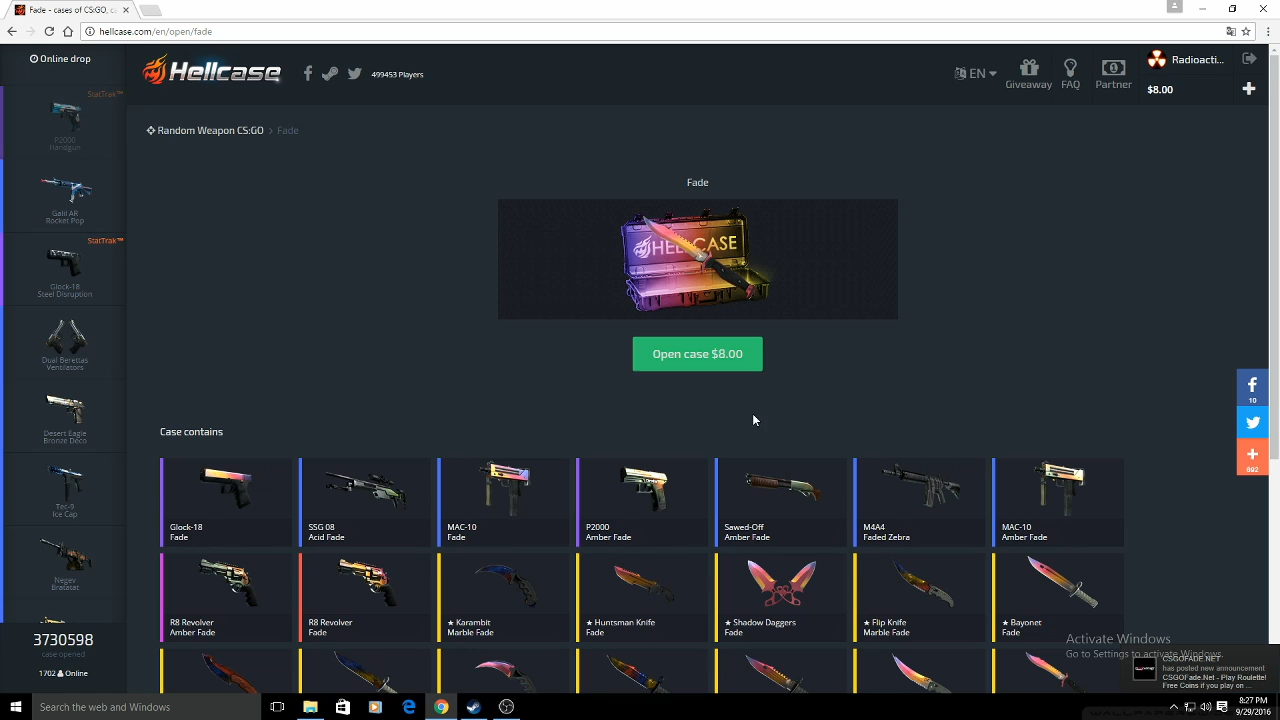 Fade - cases of CS:GO, c
hellcase.com/en/open/fade
Online drop
Hellcase
499453 Players
EN
Giveaway
FAQ
Partner
Radioacti...
$8.00
StatTrak™
P2000
Handgun
Galil AR
Rocket Pop
StatTrak™
Glock-18
Steel Disruption
Dual Berettas
Ventilators
Desert Eagle
Bronze Deco
Tec-9
Ice Cap
Negev
Bratatat
3730598
case opened
1702 Online
Random Weapon CS:GO > Fade
Fade
HELLCASE
Open case $8.00
10
692
Case contains
Glock-18
Fade
SSG 08
Acid Fade
MAC-10
Fade
P2000
Amber Fade
Sawed-Off
Amber Fade
M4A4
Faded Zebra
MAC-10
Amber Fade
R8 Revolver
Amber Fade
R8 Revolver
Fade
★ Karambit
Marble Fade
★ Huntsman Knife
Fade
★ Shadow Daggers
Fade
★ Flip Knife
Marble Fade
★ Bayonet
Fade
Activate Windows
Go to Settings to activate Windows.
CSGOFADE.NET
has posted new announcement
CSGOFade.Net - Play Roulette!
Free Coins if you play on ...
Search the web and Windows
8:27 PM
9/29/2016